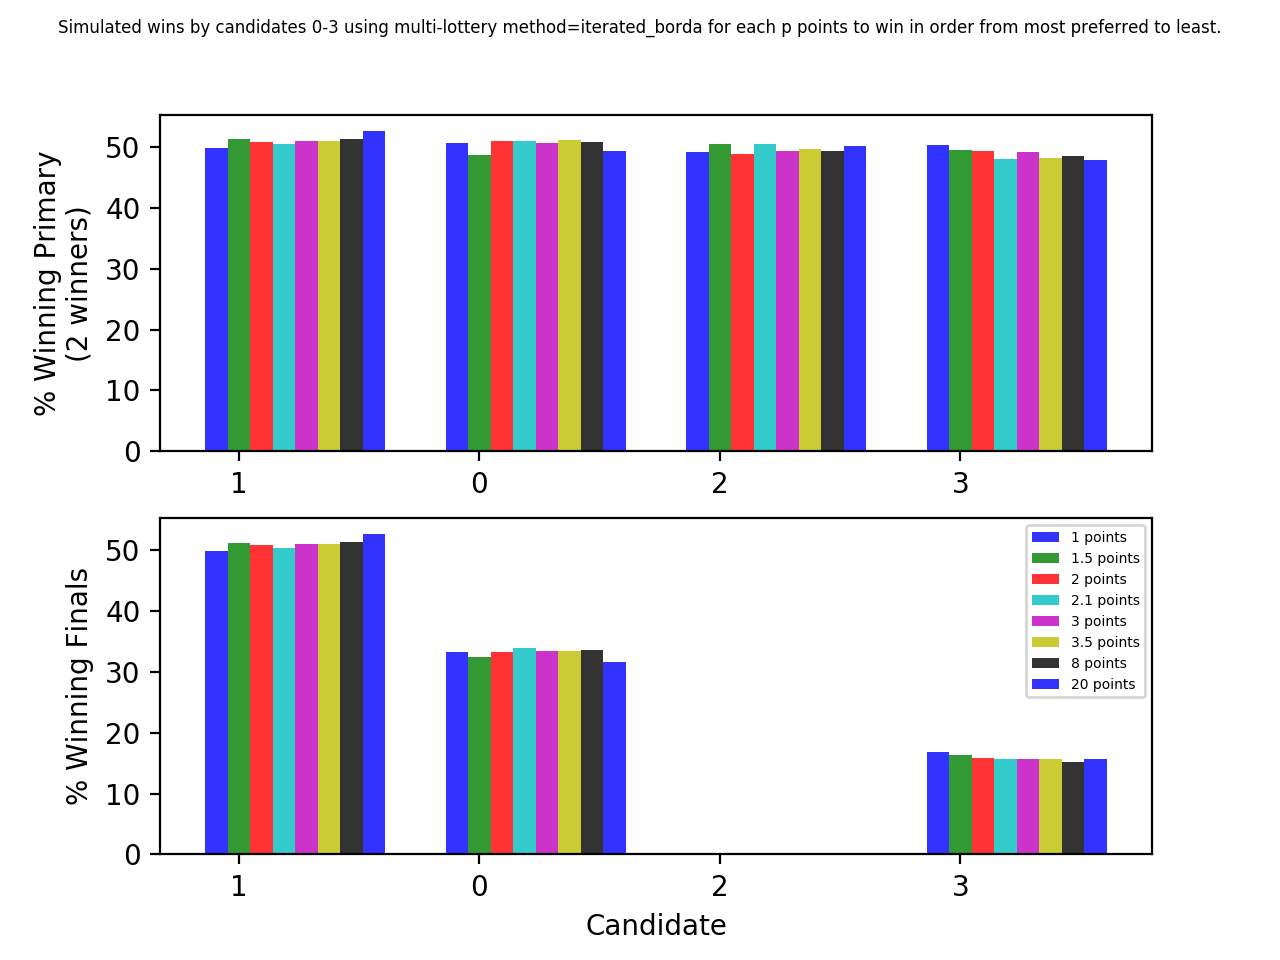 Simulated wins by candidates 0-3 using multi-lottery method=iterated_borda for each p points to win in order from most preferred to least.
% Winning Primary
(2 winners)
50
40
30
20
10
0
1 0 2 3
% Winning Finals
50
40
30
20
10
0
1 points
1.5 points
2 points
2.1 points
3 points
3.5 points
8 points
20 points
1 0 2 3
Candidate